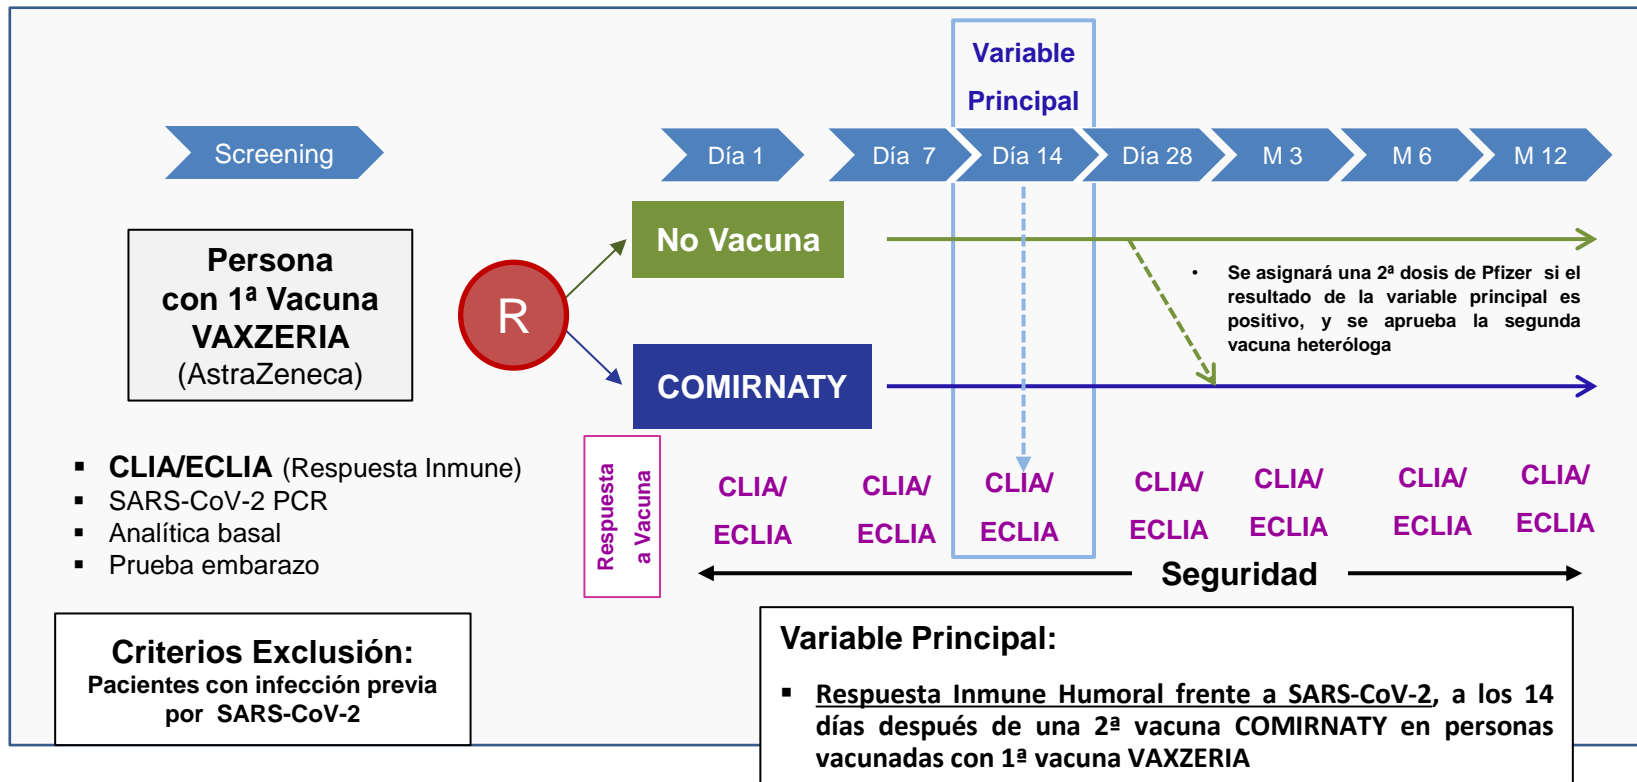 Variable
Principal
Screening
Día 1
Día 7
Día 14
Día 28
M 3
M 6
M 12
Persona
con 1ª Vacuna
VAXZERIA
(AstraZeneca)
R
No Vacuna
COMIRNATY
• Se asignará una 2ª dosis de Pfizer si el
resultado de la variable principal es
positivo, y se aprueba la segunda
vacuna heteróloga
▪ CLIA/ECLIA (Respuesta Inmune)
▪ SARS-CoV-2 PCR
▪ Analítica basal
▪ Prueba embarazo
Respuesta
a Vacuna
CLIA/
ECLIA
CLIA/
ECLIA
CLIA/
ECLIA
CLIA/
ECLIA
CLIA/
ECLIA
CLIA/
ECLIA
CLIA/
ECLIA
Seguridad
Criterios Exclusión:
Pacientes con infección previa
por SARS-CoV-2
Variable Principal:
▪ Respuesta Inmune Humoral frente a SARS-CoV-2, a los 14
días después de una 2ª vacuna COMIRNATY en personas
vacunadas con 1ª vacuna VAXZERIA